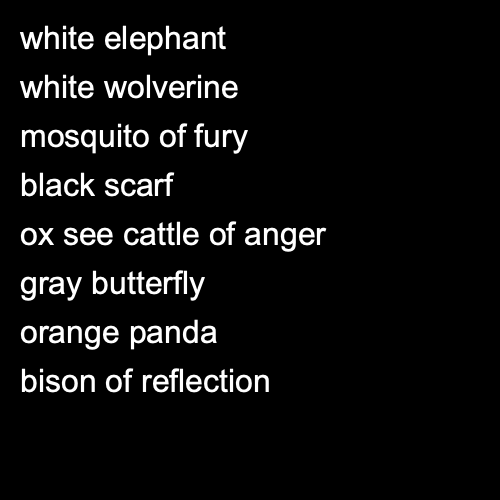 white elephant
white wolverine
mosquito of fury
black scarf
ox see cattle of anger
gray butterfly
orange panda
bison of reflection